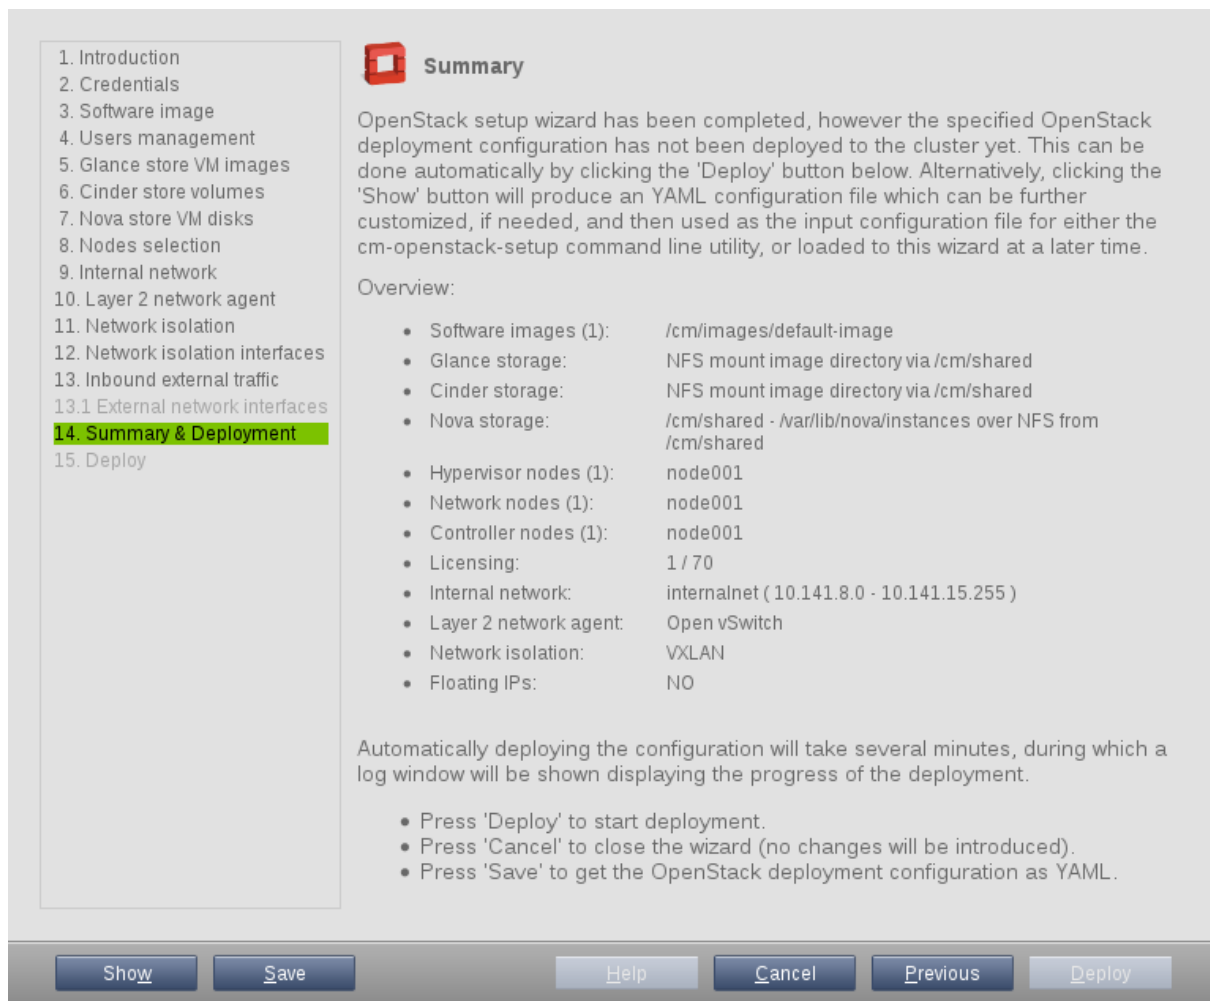 1. Introduction
2. Credentials
3. Software image
4. Users management
5. Glance store VM images
6. Cinder store volumes
7. Nova store VM disks
8. Nodes selection
9. Internal network
10. Layer 2 network agent
11. Network isolation
12. Network isolation interfaces
13. Inbound external traffic
13.1 External network interfaces
14. Summary & Deployment
15. Deploy
Summary
OpenStack setup wizard has been completed, however the specified OpenStack
deployment configuration has not been deployed to the cluster yet. This can be
done automatically by clicking the 'Deploy' button below. Alternatively, clicking the
'Show' button will produce an YAML configuration file which can be further
customized, if needed, and then used as the input configuration file for either the
cm-openstack-setup command line utility, or loaded to this wizard at a later time.
Overview:
• Software images (1): /cm/images/default-image
• Glance storage: NFS mount image directory via /cm/shared
• Cinder storage: NFS mount image directory via /cm/shared
• Nova storage: /cm/shared - /var/lib/nova/instances over NFS from
/cm/shared
• Hypervisor nodes (1): node001
• Network nodes (1): node001
• Controller nodes (1): node001
• Licensing: 1 / 70
• Internal network: internalnet ( 10.141.8.0 - 10.141.15.255 )
• Layer 2 network agent: Open vSwitch
• Network isolation: VXLAN
• Floating IPs: NO
Automatically deploying the configuration will take several minutes, during which a
log window will be shown displaying the progress of the deployment.
• Press 'Deploy' to start deployment.
• Press 'Cancel' to close the wizard (no changes will be introduced).
• Press 'Save' to get the OpenStack deployment configuration as YAML.
Show Save Help Cancel Previous Deploy